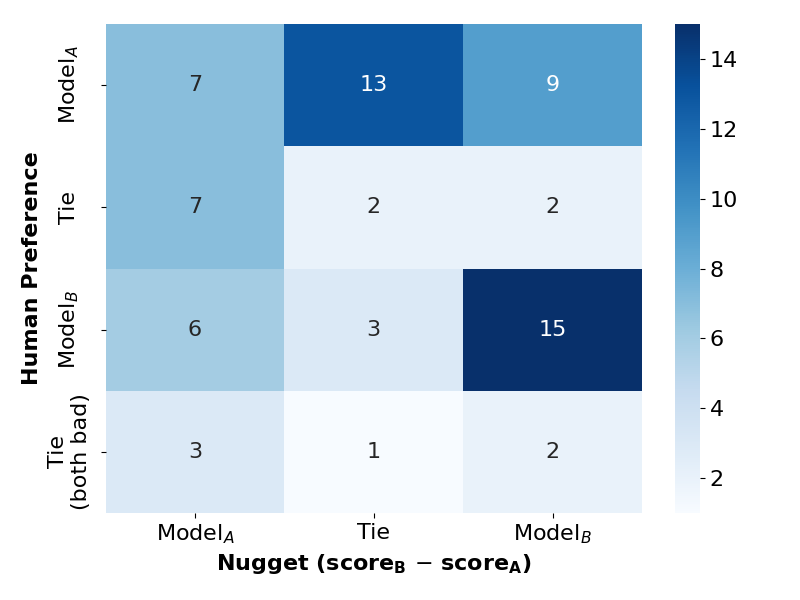 Human Preference
Model_A
7 13 9
Tie
7 2 2
Model_B
6 3 15
Tie
(both bad)
3 1 2
Model_A Tie Model_B
Nugget (score_B − score_A)
14
12
10
8
6
4
2